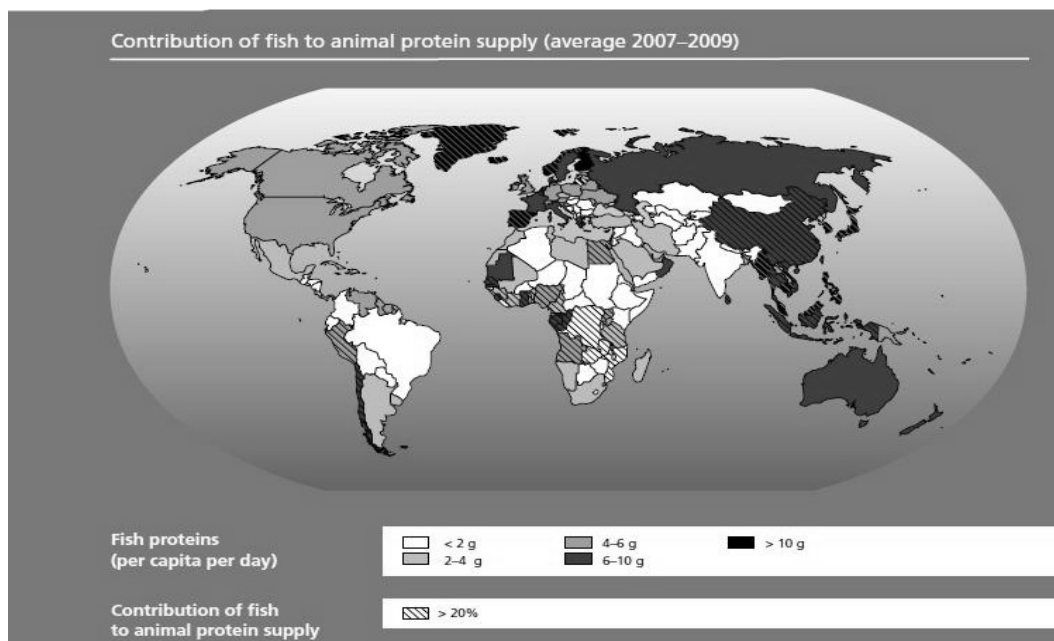 Contribution of fish to animal protein supply (average 2007–2009)
Fish proteins
(per capita per day)
< 2 g
4–6 g
> 10 g
2–4 g
6–10 g
Contribution of fish
to animal protein supply
> 20%